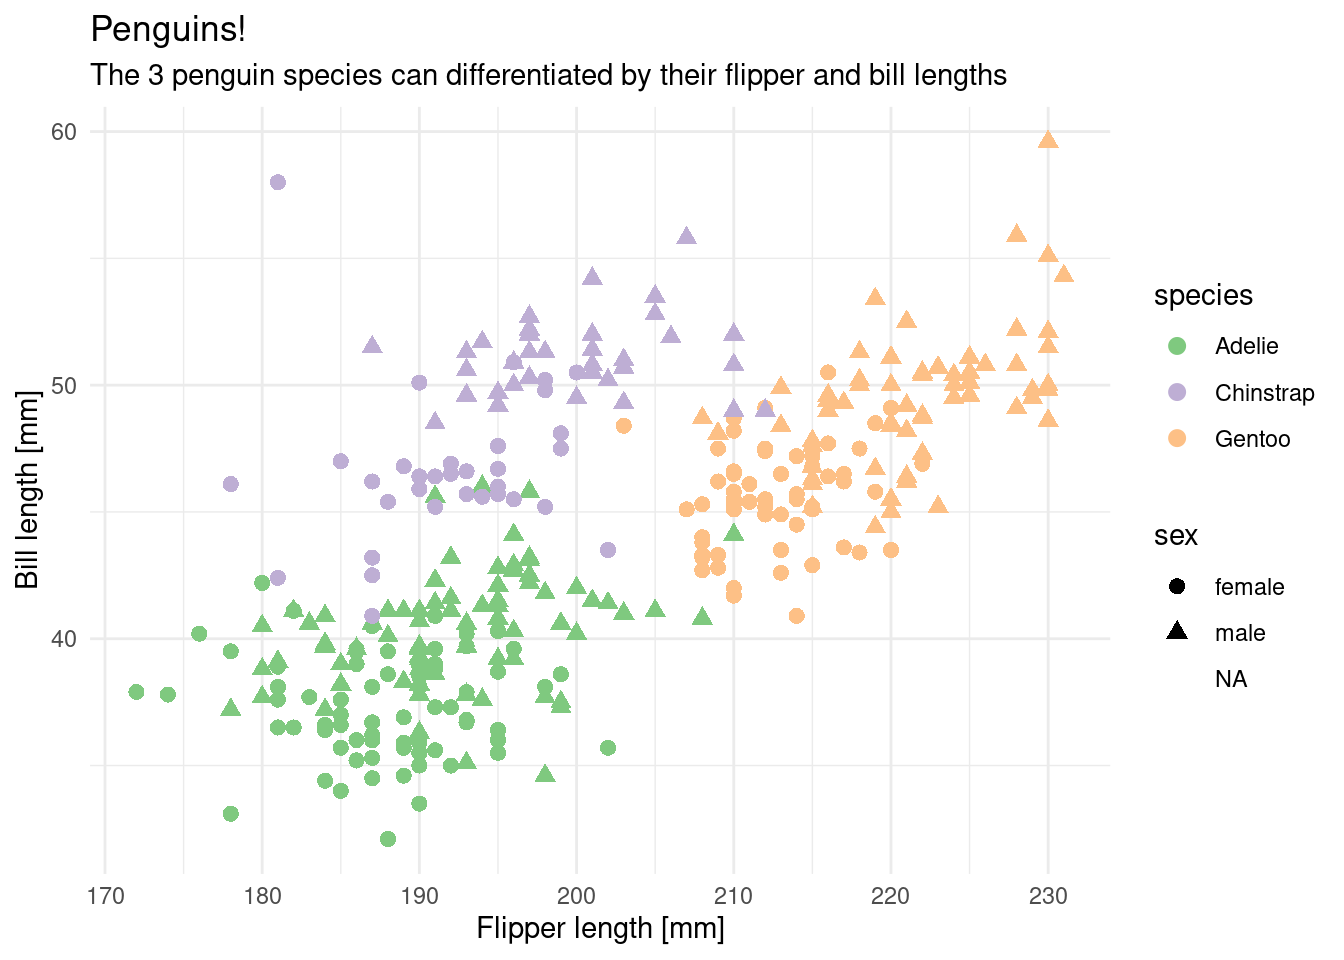 Penguins!
The 3 penguin species can differentiated by their flipper and bill lengths
60
50
40
Bill length [mm]
170 180 190 200 210 220 230
Flipper length [mm]
species
Adelie
Chinstrap
Gentoo
sex
female
male
NA